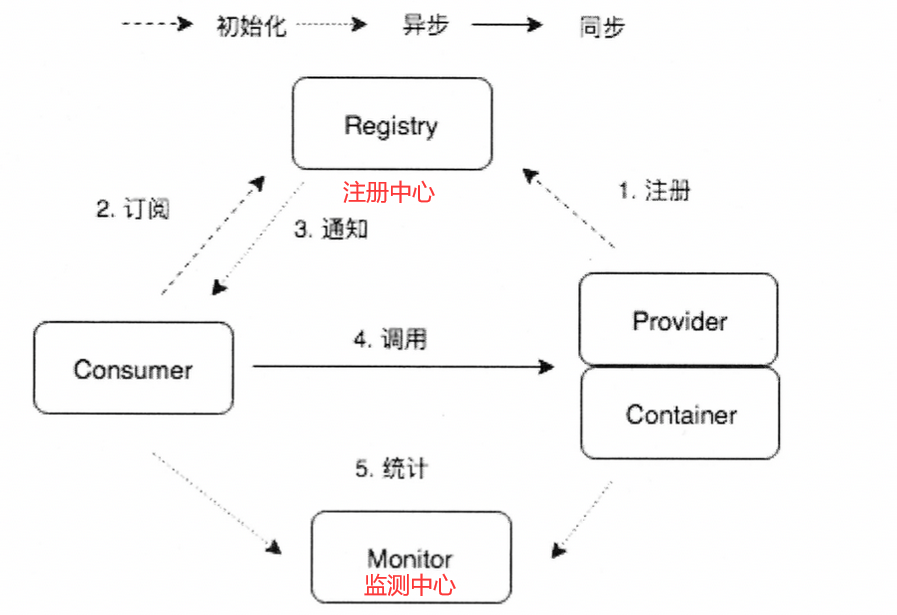 初始化 异步 同步
Registry
注册中心
1. 注册
2. 订阅
3. 通知
Provider
4. 调用
Consumer
Container
5. 统计
Monitor
监测中心